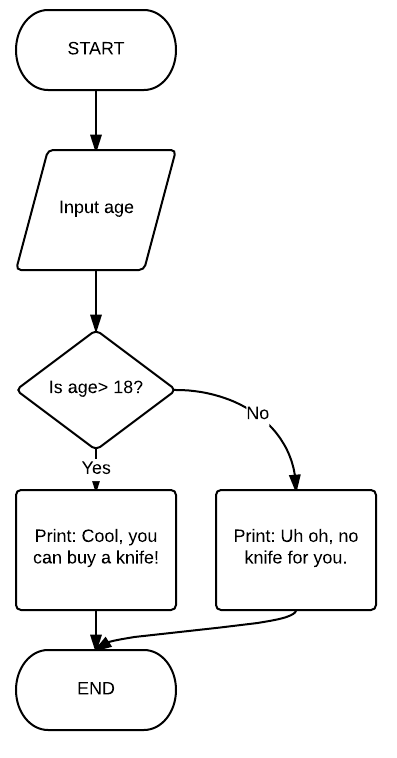 START
Input age
Is age> 18?
No
Yes
Print: Cool, you
can buy a knife!
Print: Uh oh, no
knife for you.
END